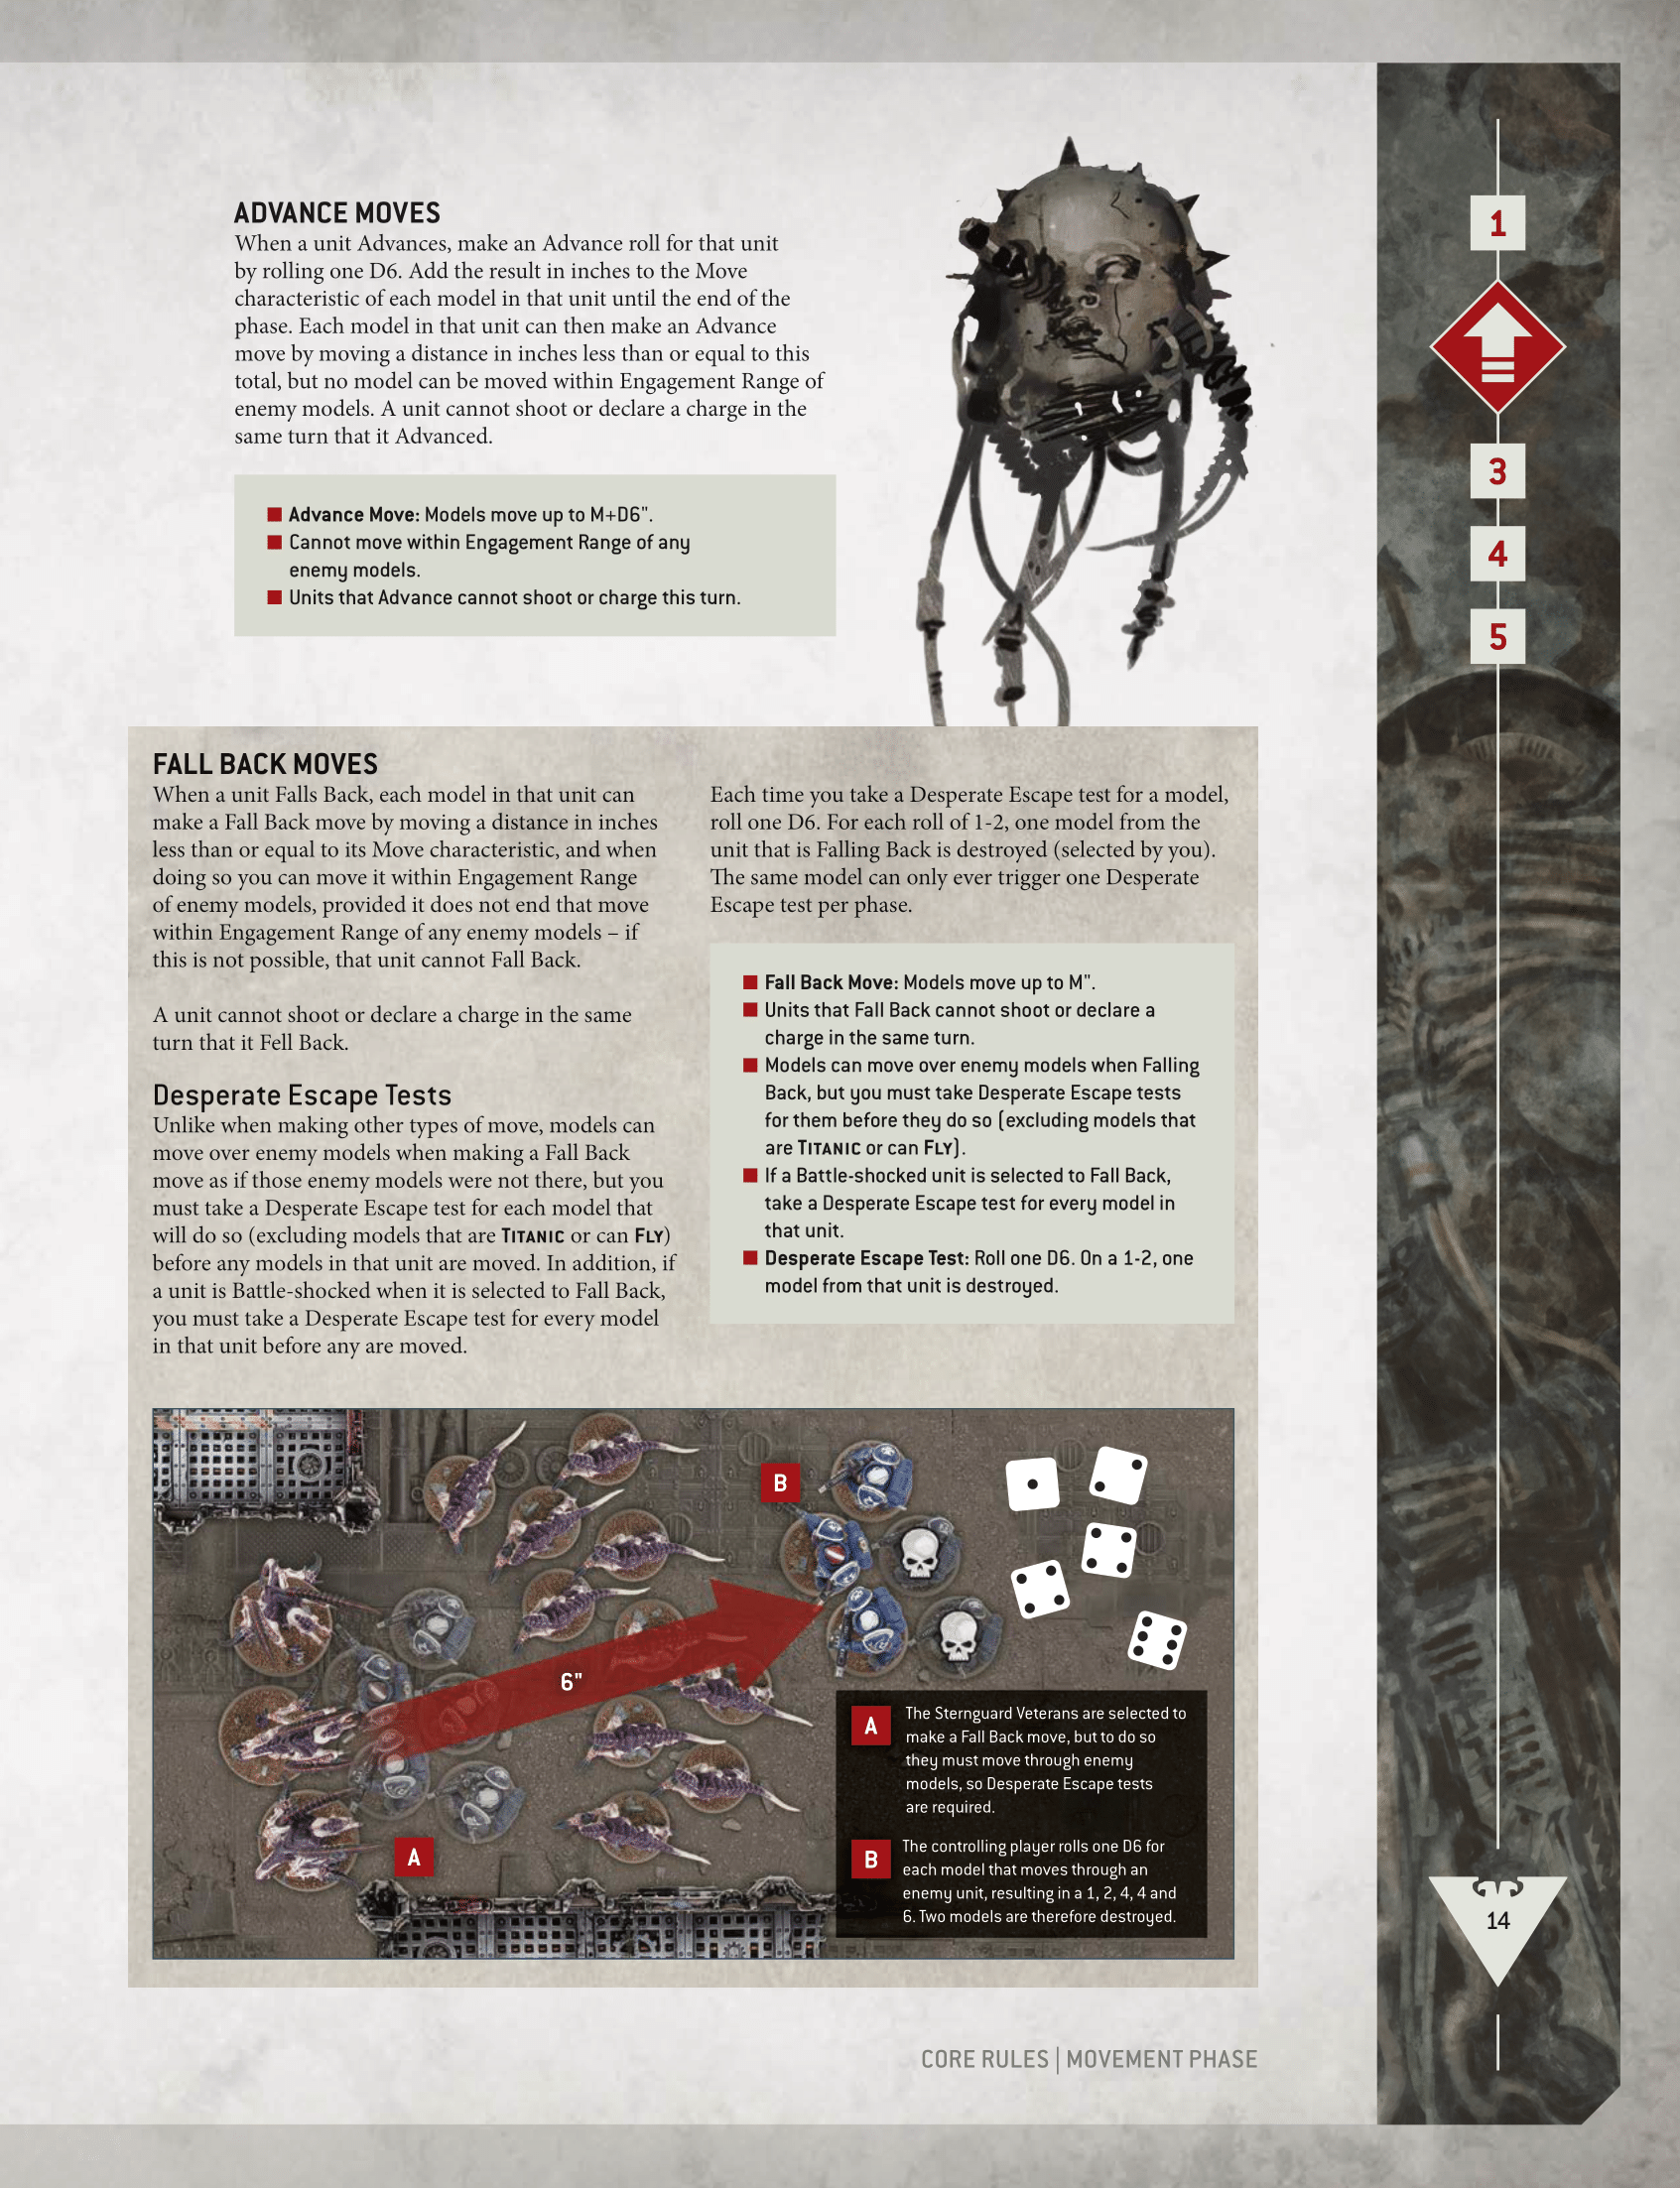 ADVANCE MOVES
When a unit Advances, make an Advance roll for that unit
by rolling one D6. Add the result in inches to the Move
characteristic of each model in that unit until the end of the
phase. Each model in that unit can then make an Advance
move by moving a distance in inches less than or equal to this
total, but no model can be moved within Engagement Range of
enemy models. A unit cannot shoot or declare a charge in the
same turn that it Advanced.
Advance Move: Models move up to M+D6".
Cannot move within Engagement Range of any
enemy models.
Units that Advance cannot shoot or charge this turn.
1
3
4
5
FALL BACK MOVES
When a unit Falls Back, each model in that unit can
make a Fall Back move by moving a distance in inches
less than or equal to its Move characteristic, and when
doing so you can move it within Engagement Range
of enemy models, provided it does not end that move
within Engagement Range of any enemy models – if
this is not possible, that unit cannot Fall Back.
A unit cannot shoot or declare a charge in the same
turn that it Fell Back.
Desperate Escape Tests
Unlike when making other types of move, models can
move over enemy models when making a Fall Back
move as if those enemy models were not there, but you
must take a Desperate Escape test for each model that
will do so (excluding models that are TITANIC or can FLY)
before any models in that unit are moved. In addition, if
a unit is Battle-shocked when it is selected to Fall Back,
you must take a Desperate Escape test for every model
in that unit before any are moved.
Each time you take a Desperate Escape test for a model,
roll one D6. For each roll of 1-2, one model from the
unit that is Falling Back is destroyed (selected by you).
The same model can only ever trigger one Desperate
Escape test per phase.
Fall Back Move: Models move up to M".
Units that Fall Back cannot shoot or declare a
charge in the same turn.
Models can move over enemy models when Falling
Back, but you must take Desperate Escape tests
for them before they do so (excluding models that
are TITANIC or can FLY).
If a Battle-shocked unit is selected to Fall Back,
take a Desperate Escape test for every model in
that unit.
Desperate Escape Test: Roll one D6. On a 1-2, one
model from that unit is destroyed.
B
6"
A
A
The Sternguard Veterans are selected to
make a Fall Back move, but to do so
they must move through enemy
models, so Desperate Escape tests
are required.
B
The controlling player rolls one D6 for
each model that moves through an
enemy unit, resulting in a 1, 2, 4, 4 and
6. Two models are therefore destroyed.
14
CORE RULES | MOVEMENT PHASE